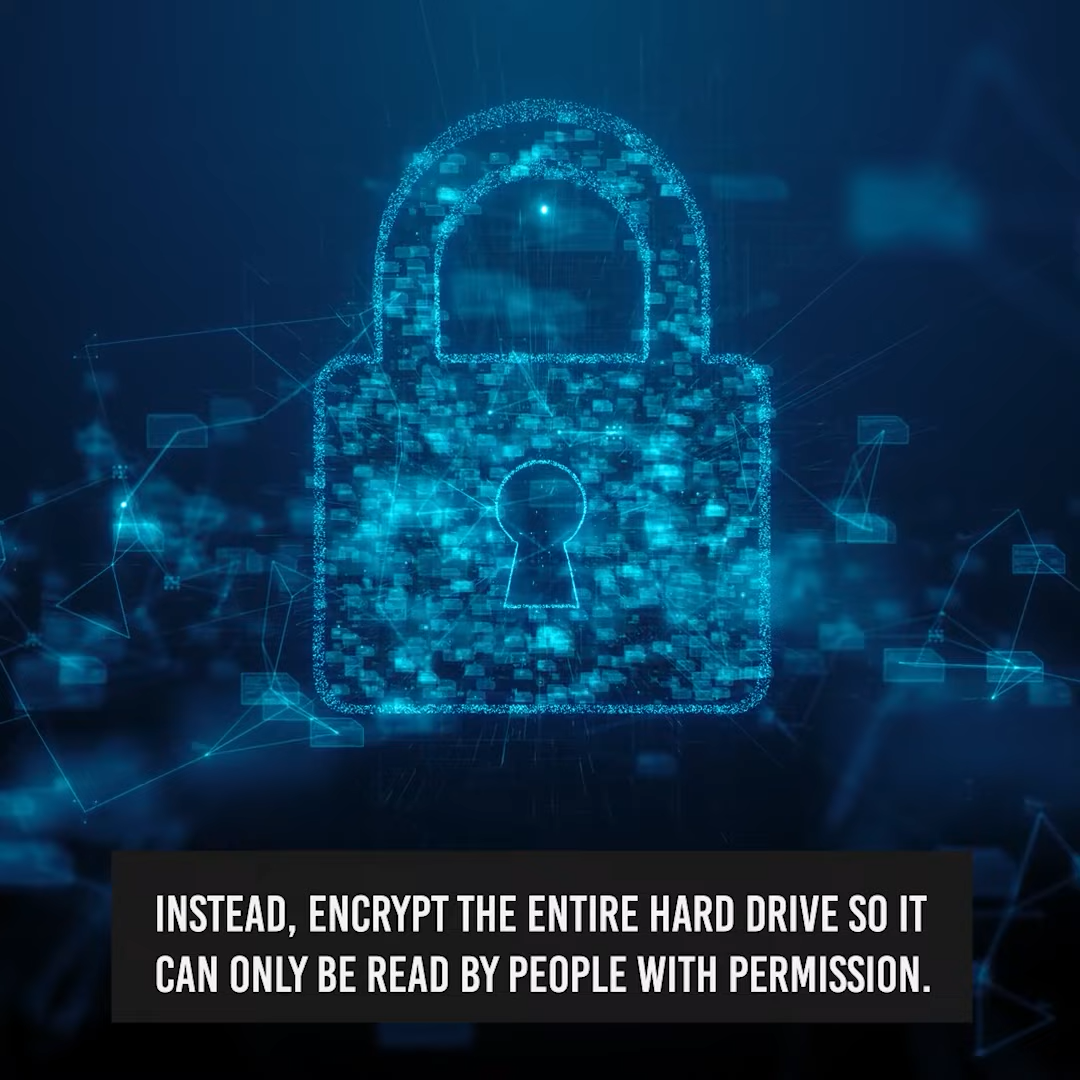 INSTEAD, ENCRYPT THE ENTIRE HARD DRIVE SO IT
CAN ONLY BE READ BY PEOPLE WITH PERMISSION.